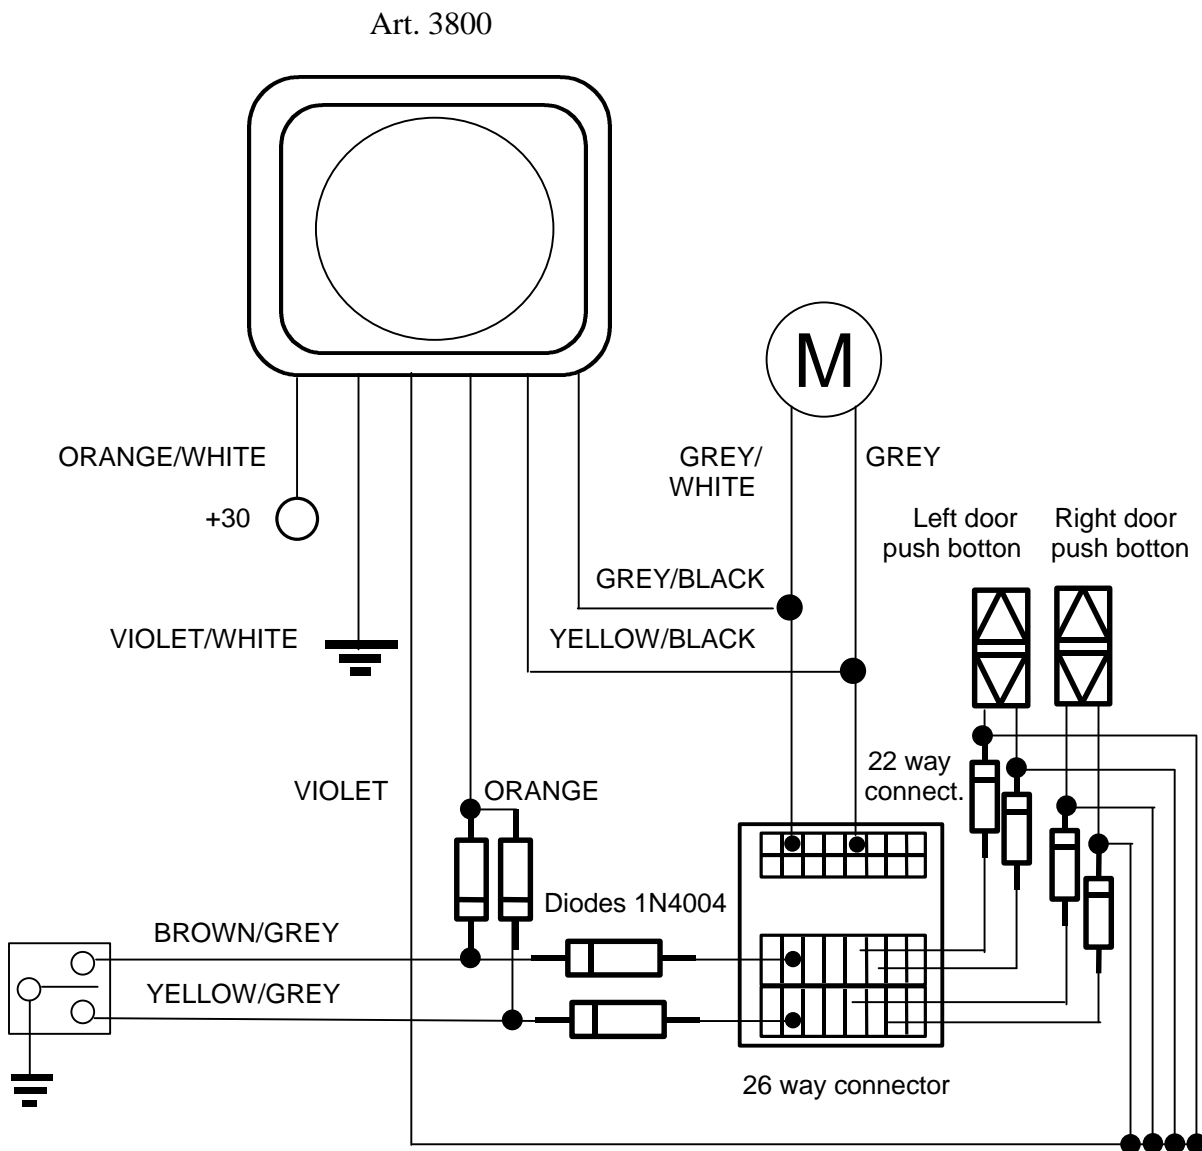 Art. 3800
M
ORANGE/WHITE
GREY/
WHITE
GREY
+30
Left door
push botton
Right door
push botton
GREY/BLACK
VIOLET/WHITE
YELLOW/BLACK
22 way
connect.
VIOLET
ORANGE
Diodes 1N4004
BROWN/GREY
YELLOW/GREY
26 way connector